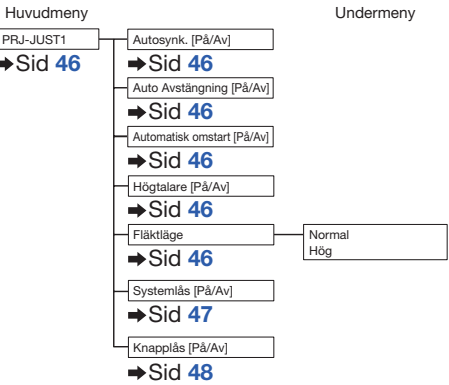 Huvudmeny
Undermeny
PRJ-JUST1
➡Sid 46
Autosynk. [På/Av]
➡Sid 46
Auto Avstängning [På/Av]
➡Sid 46
Automatisk omstart [På/Av]
➡Sid 46
Högtalare [På/Av]
➡Sid 46
Fläktläge
➡Sid 46
Normal
Hög
Systemlås [På/Av]
➡Sid 47
Knapplås [På/Av]
➡Sid 48